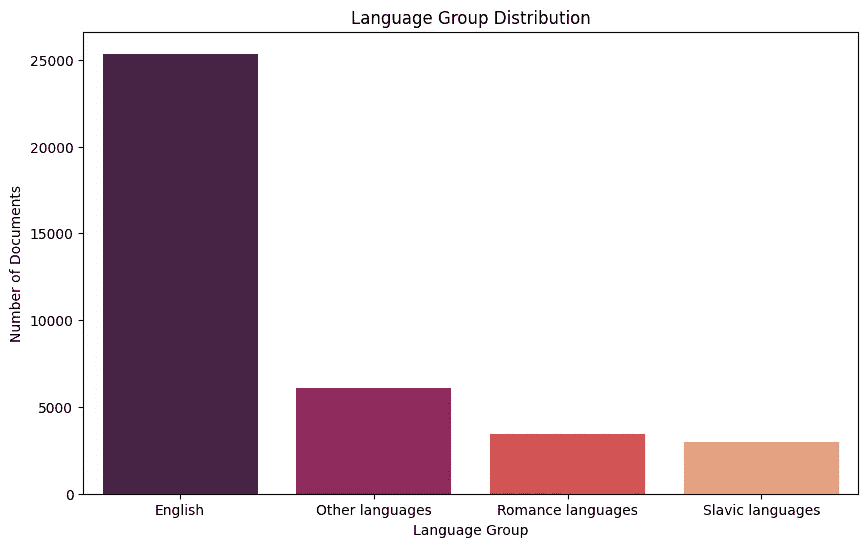 Language Group Distribution
25000
20000
15000
10000
5000
0
Number of Documents
English
Other languages
Romance languages
Slavic languages
Language Group